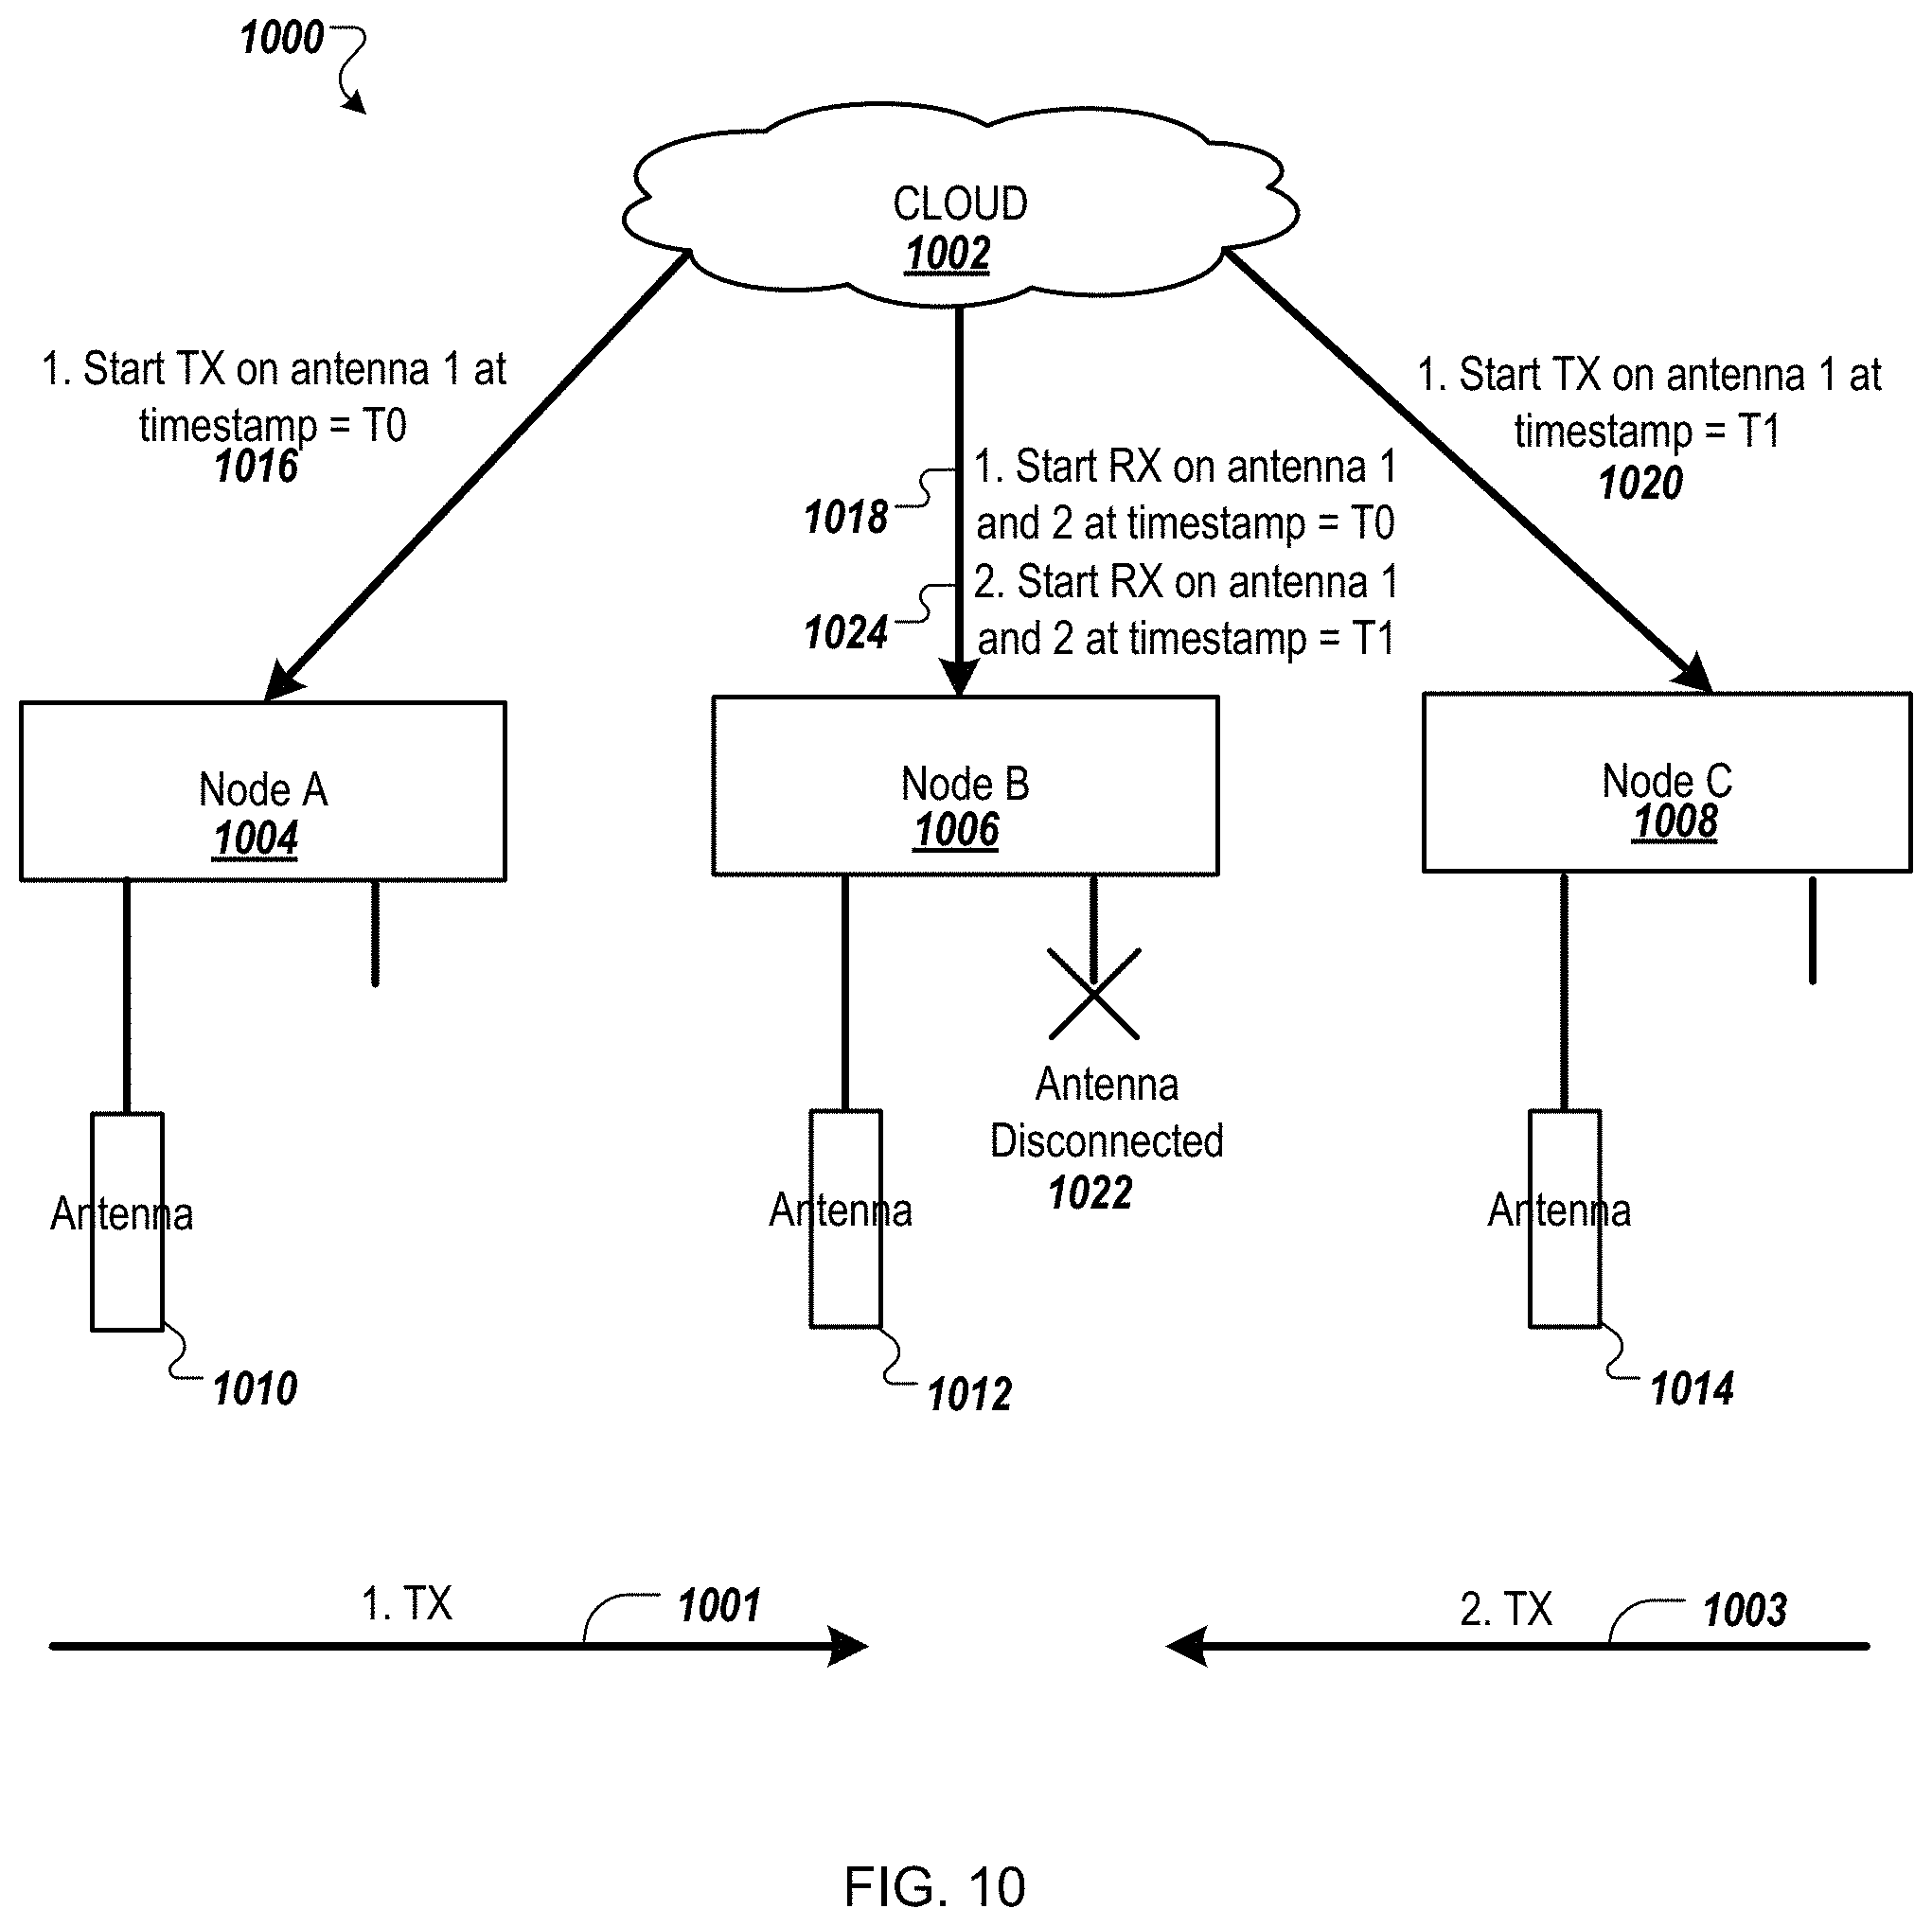 1000
CLOUD
1002
1. Start TX on antenna 1 at
timestamp = T0
1016
1. Start TX on antenna 1 at
timestamp = T1
1020
1018
1. Start RX on antenna 1
and 2 at timestamp = T0
1024
2. Start RX on antenna 1
and 2 at timestamp = T1
Node A
1004
Node B
1006
Node C
1008
Antenna
Disconnected
1022
Antenna
Antenna
Antenna
1010
1012
1014
1. TX
1001
2. TX
1003
FIG. 10